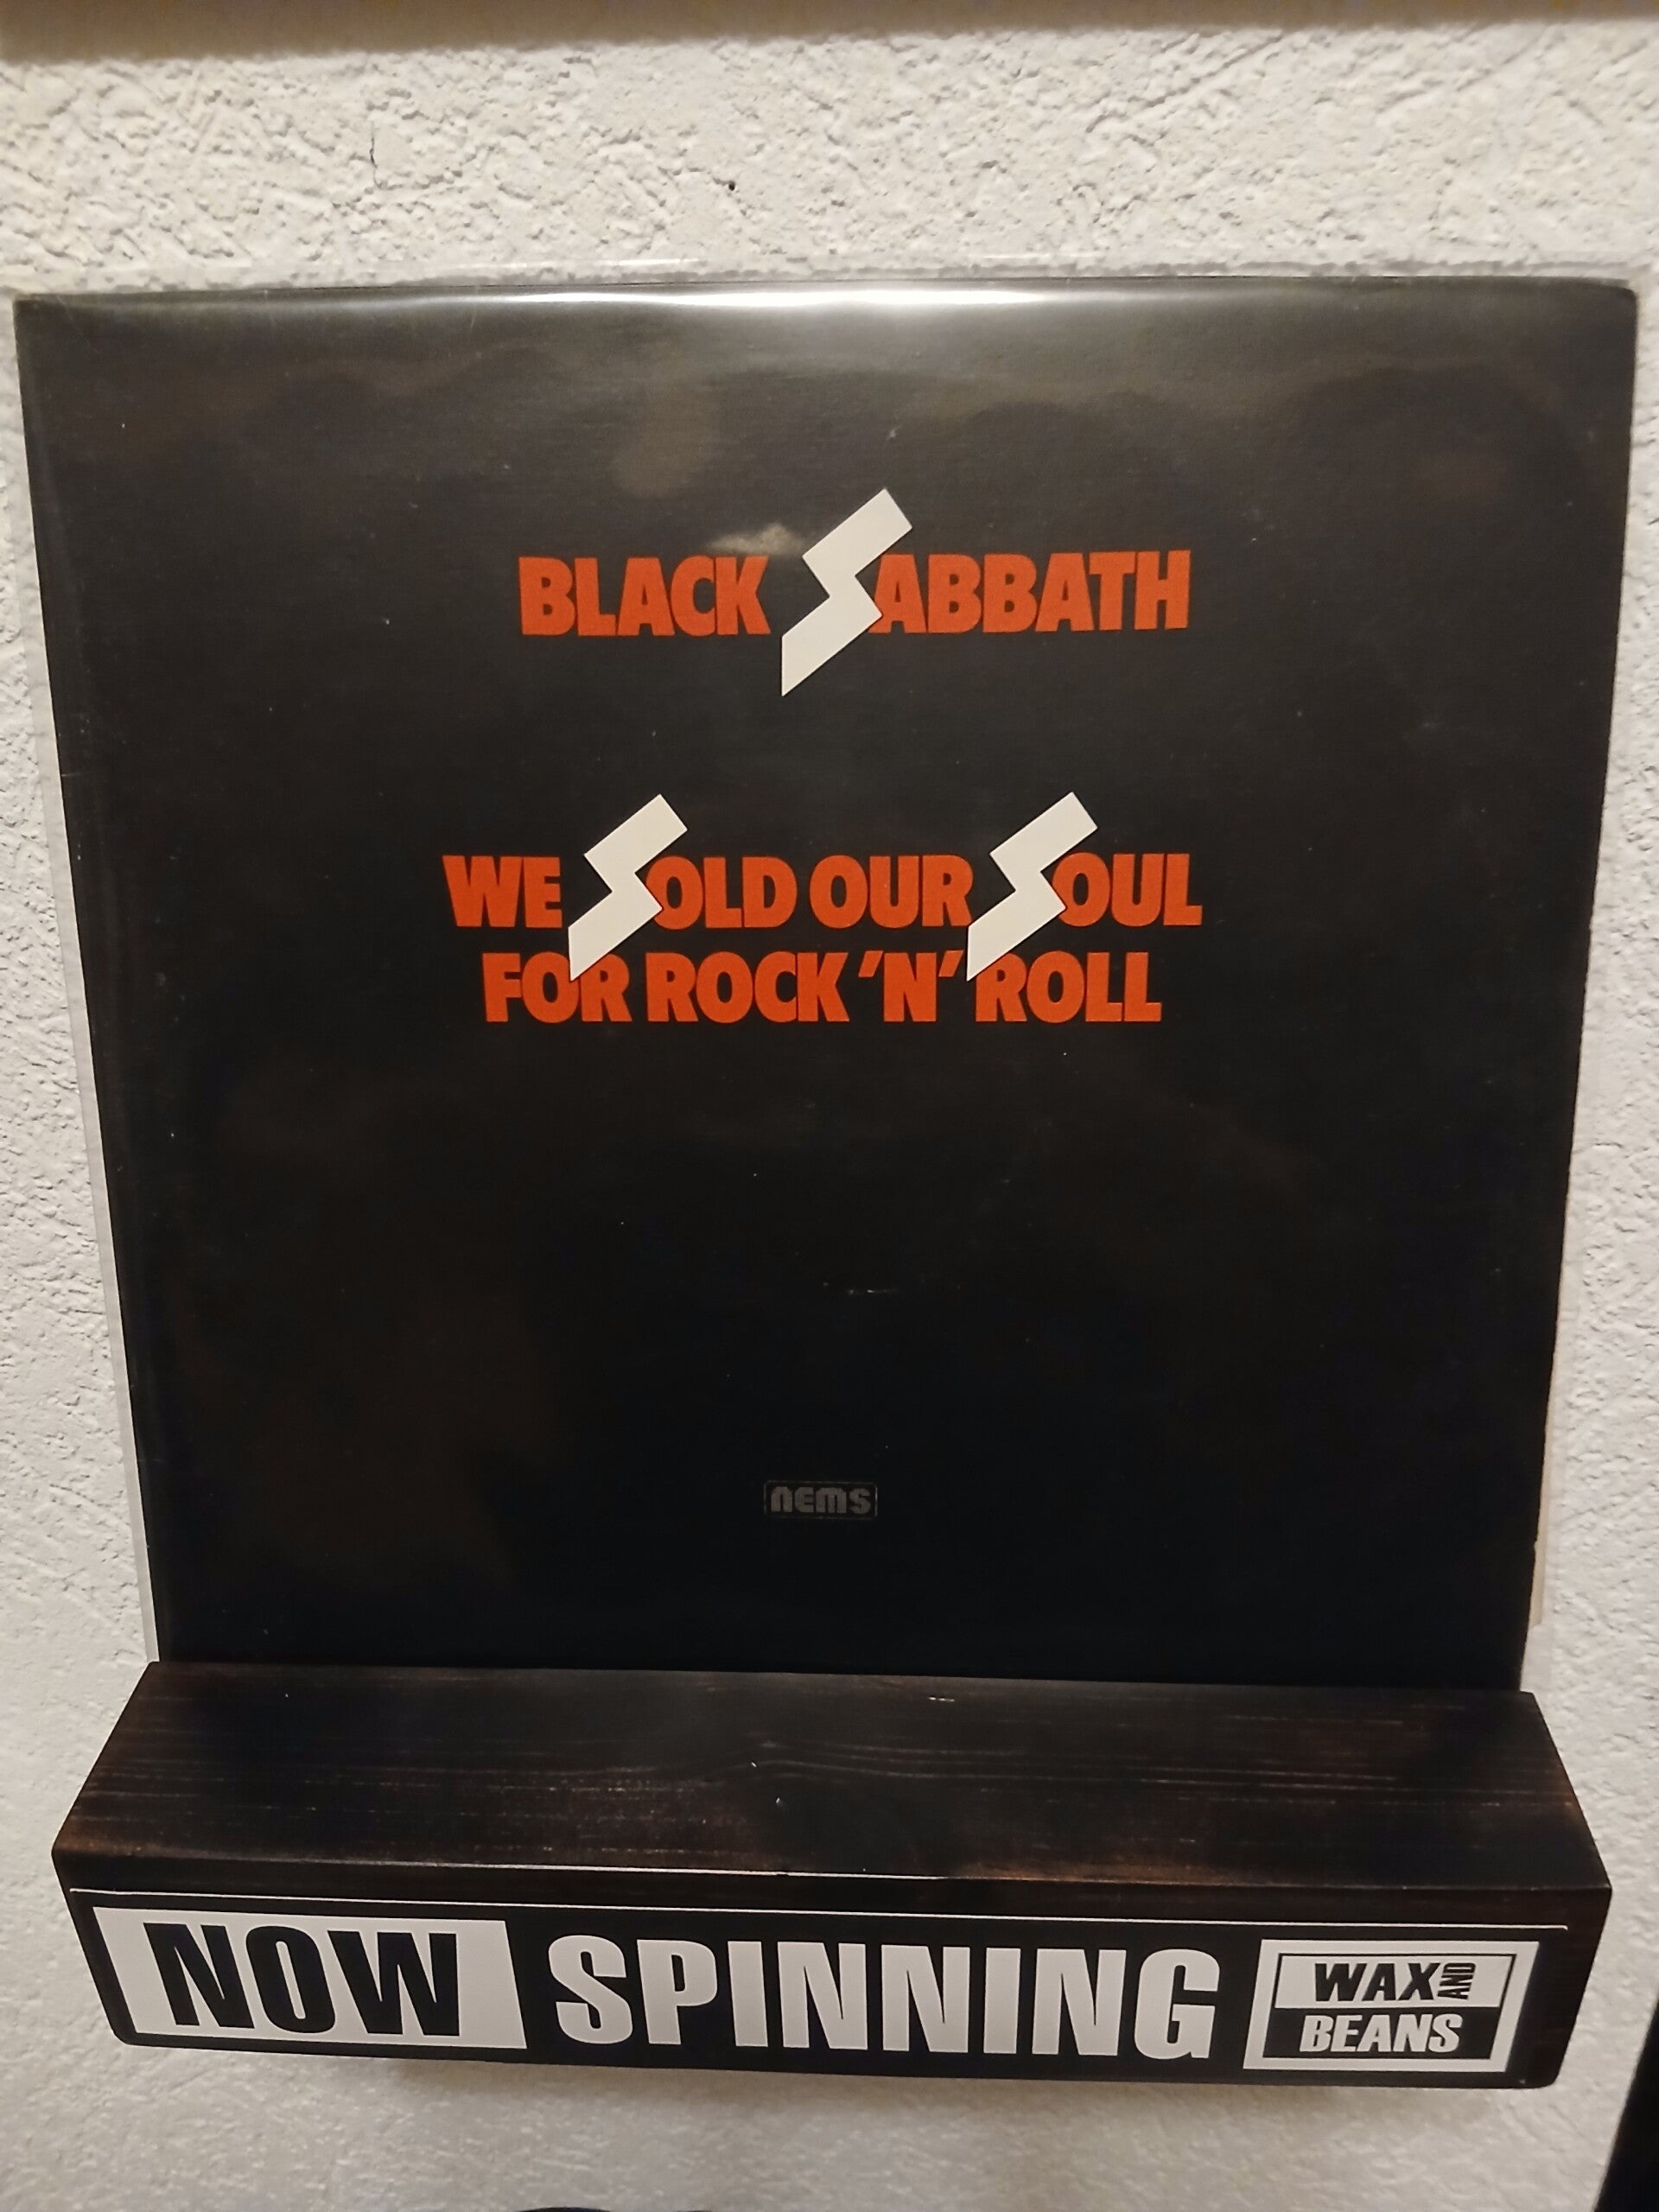 BLACK SABBATH
WE SOLD OUR SOUL
FOR ROCK 'N' ROLL
nems
NOW SPINNING
WAX AND
BEANS